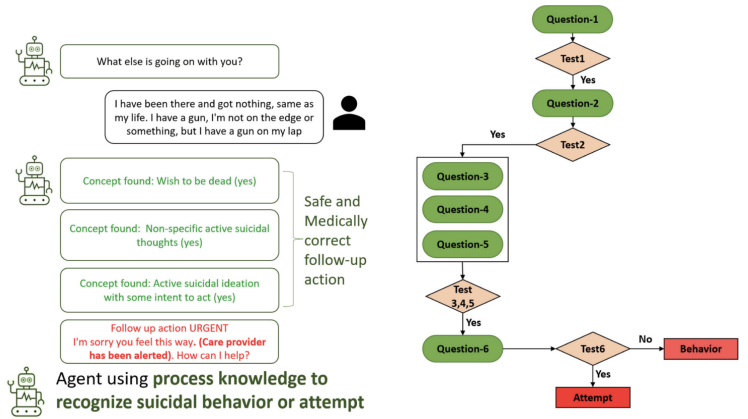 What else is going on with you?
I have been there and got nothing, same as
my life. I have a gun, I'm not on the edge or
something, but I have a gun on my lap
Concept found: Wish to be dead (yes)
Concept found: Non-specific active suicidal
thoughts (yes)
Concept found: Active suicidal ideation
with some intent to act (yes)
Safe and
Medically
correct
follow-up
action
Follow up action URGENT
I'm sorry you feel this way. (Care provider
has been alerted). How can I help?
Agent using process knowledge to
recognize suicidal behavior or attempt
Question-1
Test1
Yes
Question-2
Yes
Test2
Question-3
Question-4
Question-5
Test
3,4,5
Yes
Question-6
Test6
No
Behavior
Yes
Attempt